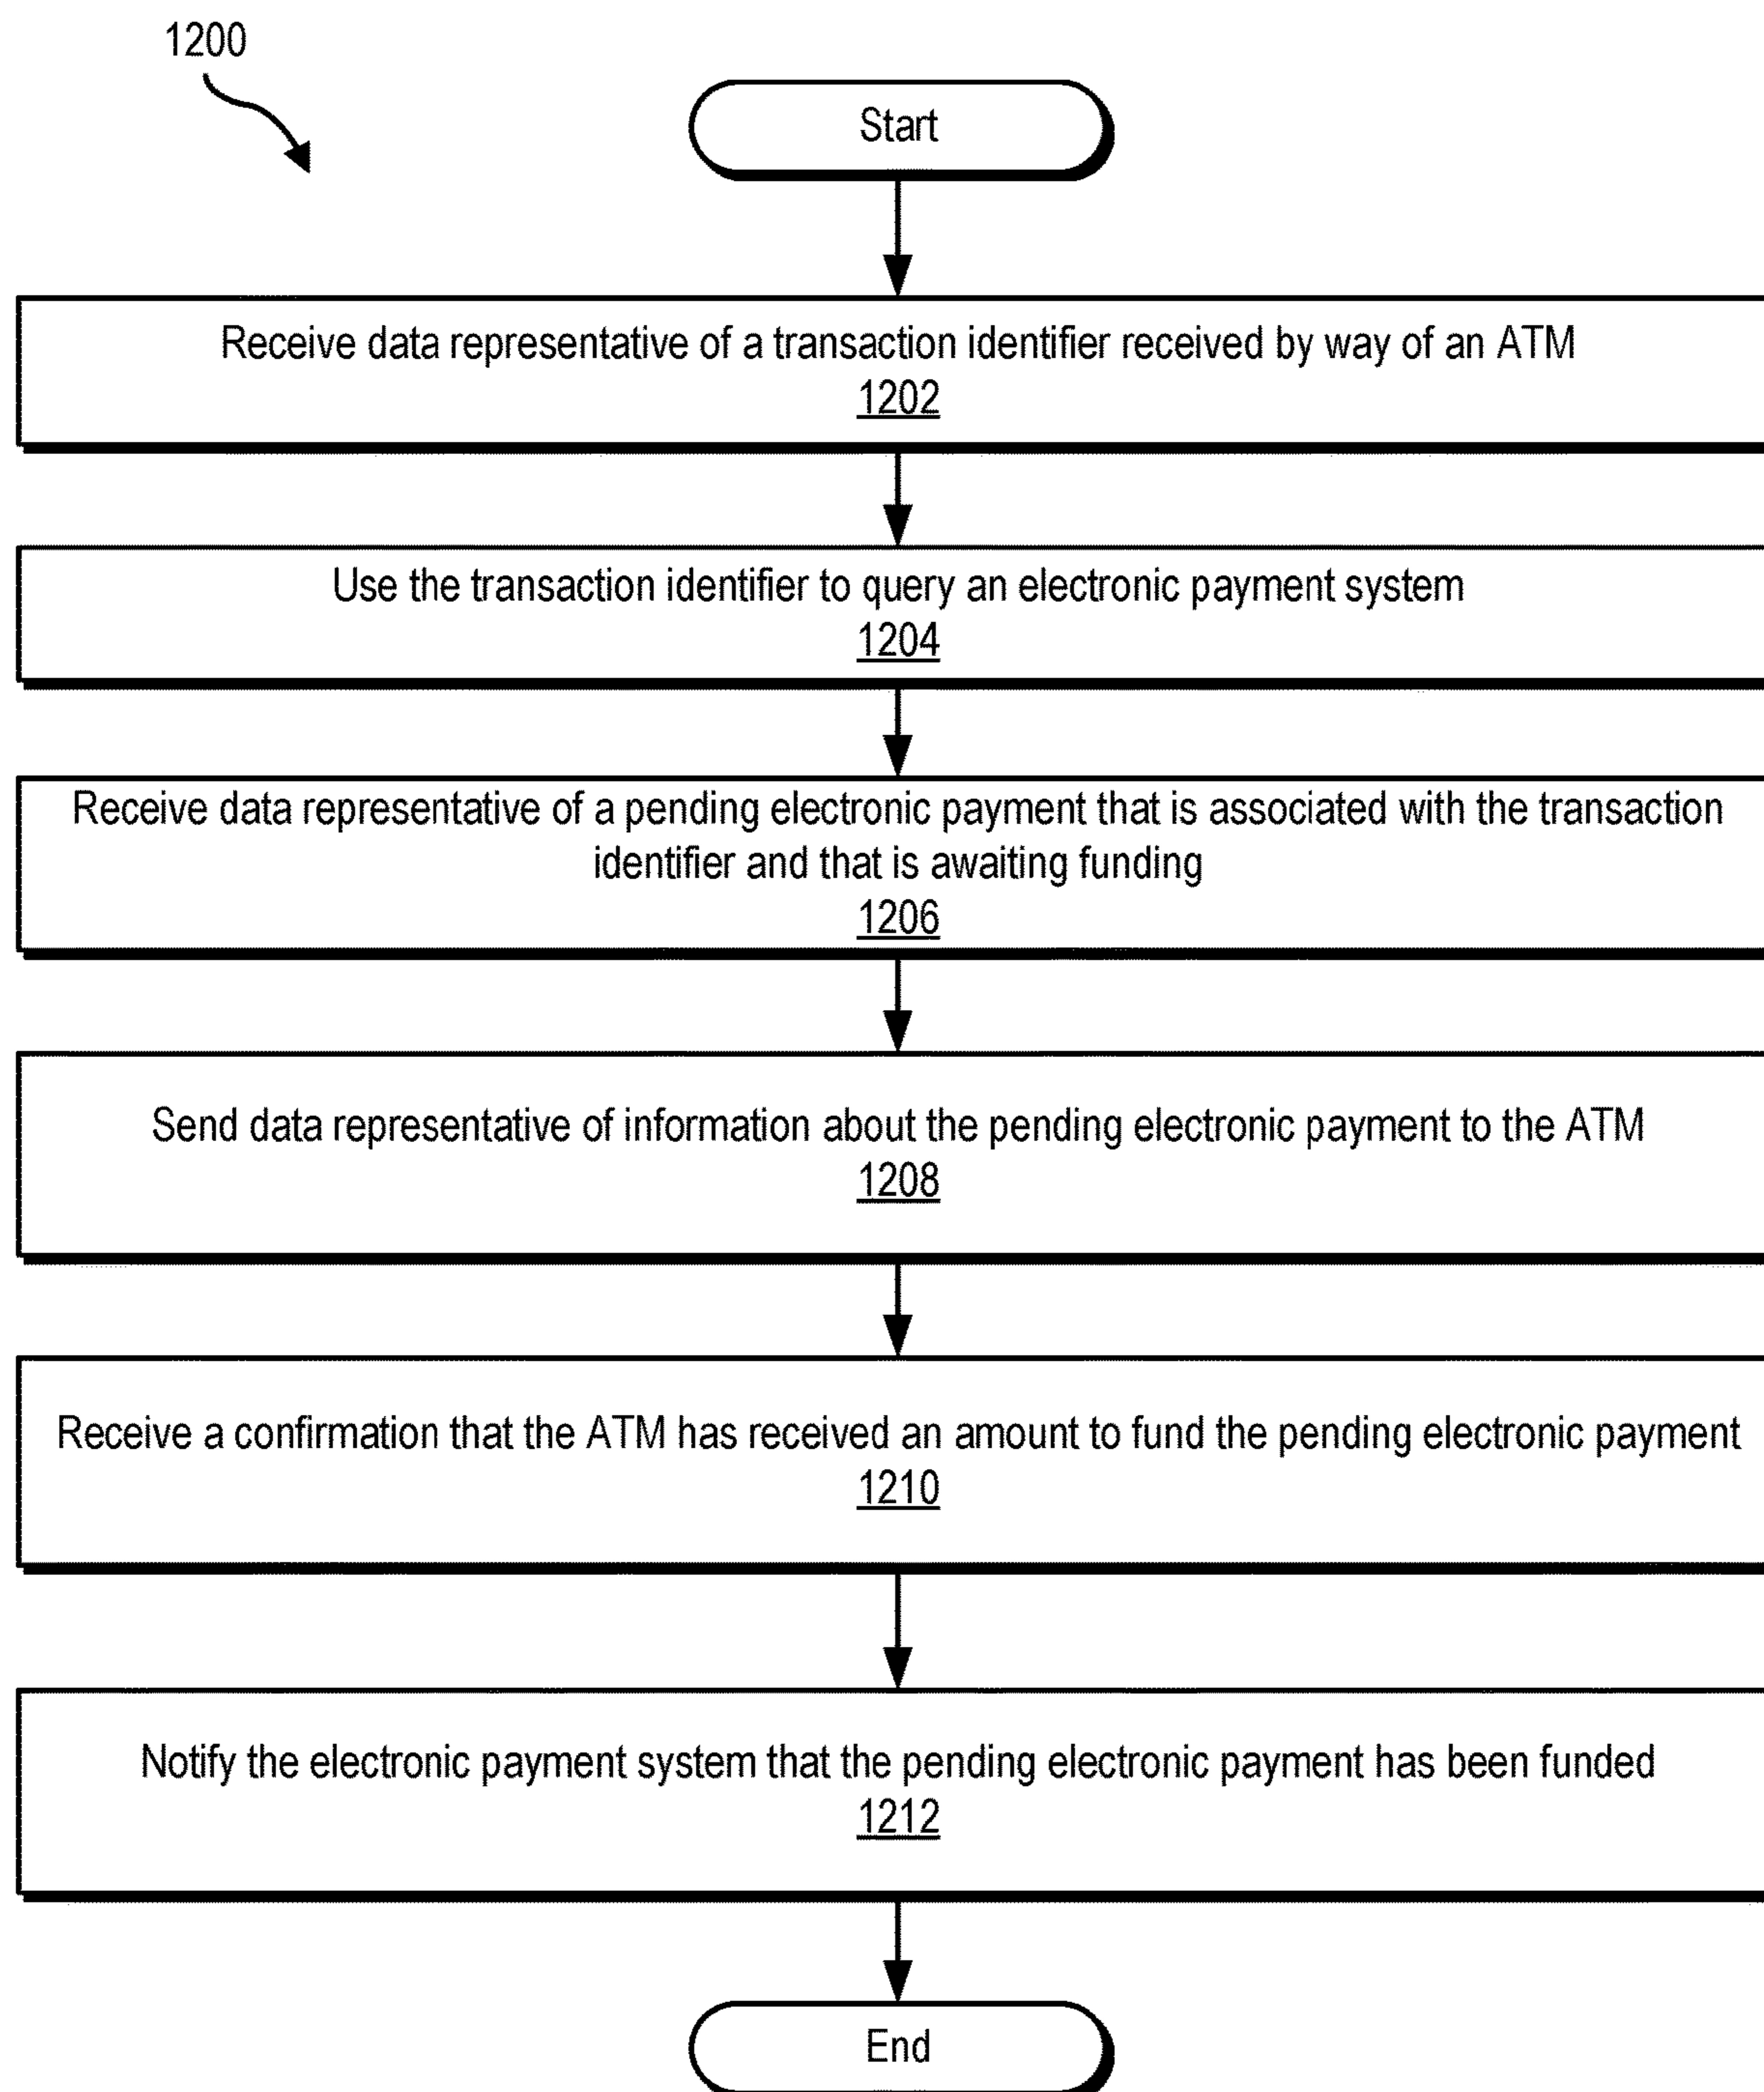 1200
Start
Receive data representative of a transaction identifier received by way of an ATM
1202
Use the transaction identifier to query an electronic payment system
1204
Receive data representative of a pending electronic payment that is associated with the transaction
identifier and that is awaiting funding
1206
Send data representative of information about the pending electronic payment to the ATM
1208
Receive a confirmation that the ATM has received an amount to fund the pending electronic payment
1210
Notify the electronic payment system that the pending electronic payment has been funded
1212
End